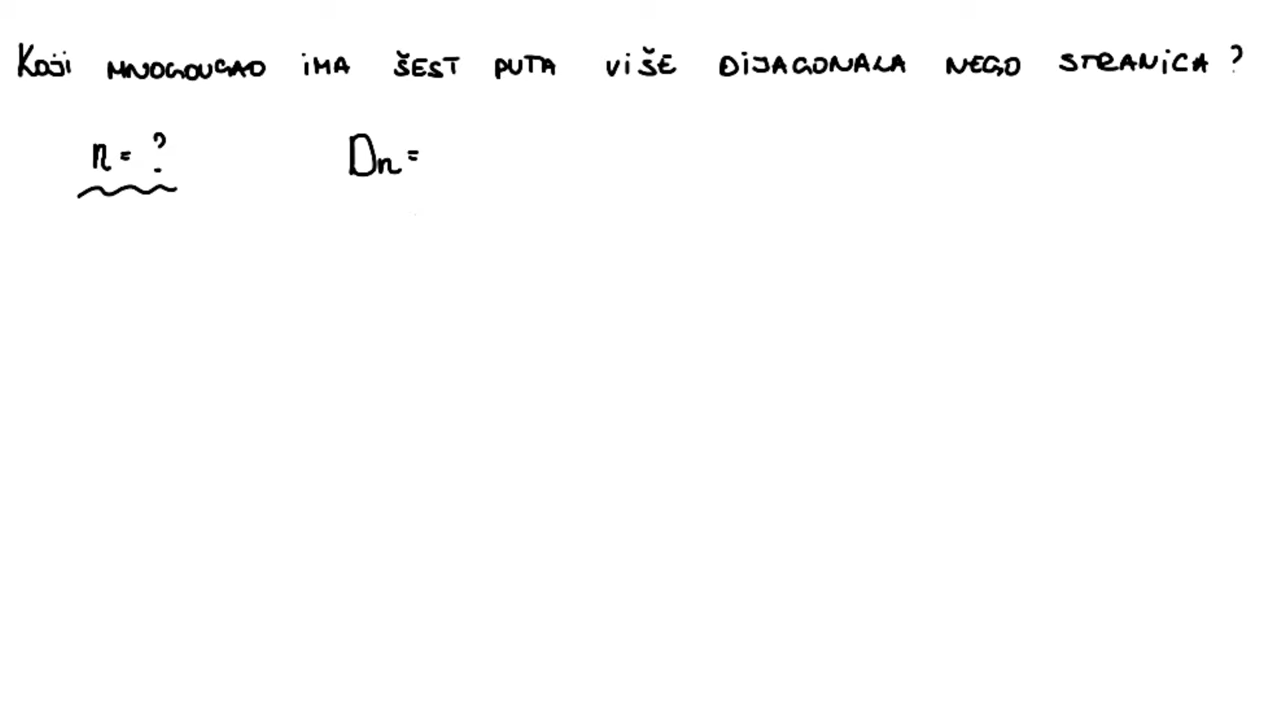 Koji MNOGOUGAO iMA ŠEST PUTA ViŠE DIJAGONALA NEGO STRANiCA ?
n = ? Dn =